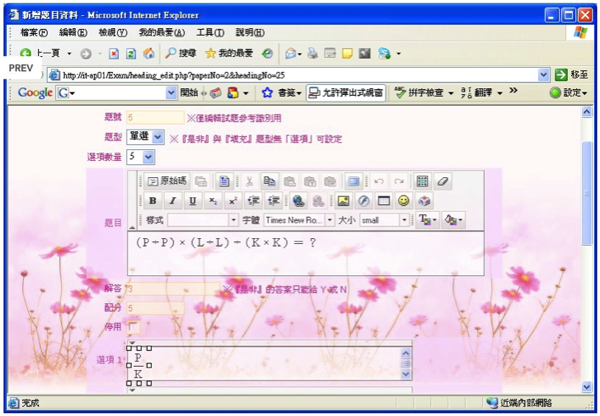 新增題目資料 - Microsoft Internet Explorer
檔案(F) 編輯(E) 檢視(V) 我的最愛(A) 工具(T) 說明(H)
上一頁 搜尋 我的最愛
PREV
http://it-ap01/Exam/heading_edit.php?paperNo=2&headingNo=25 移至
Google G 開始 書籤 允許彈出式視窗 拼字檢查 翻譯 » 設定
題號 5 ※僅編輯試題參考識別用
題型 單選 ※『是非』與『填充』題型無「選項」可設定
選項數量 5
原始碼
B I U x₂ x²
樣式 字體 Times New Ro... 大小 small
題目
(P÷P)×(L÷L)÷(K×K) = ?
解答 3 ※『是非』的答案只能給 Y 或 N
配分 5
停用
選項 1
P
K
完成 近端內部網路